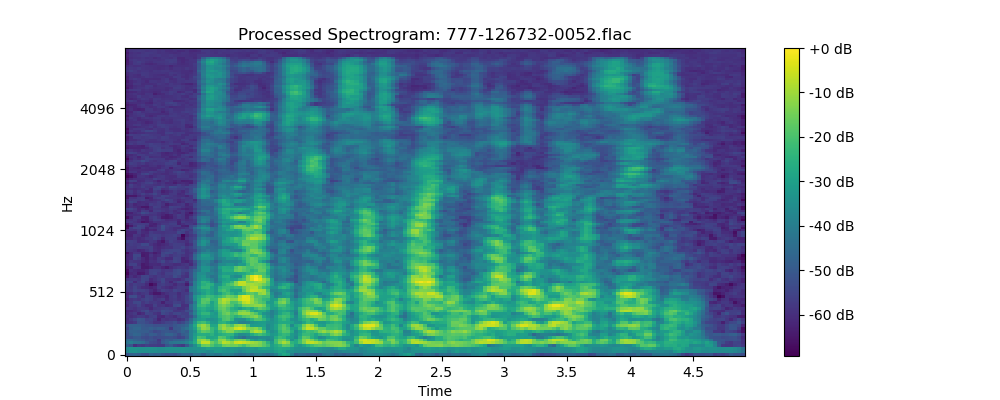 Processed Spectrogram: 777-126732-0052.flac
+0 dB
4096
-10 dB
-20 dB
2048
-30 dB
Hz
1024
-40 dB
-50 dB
512
-60 dB
0
0 0.5 1 1.5 2 2.5 3 3.5 4 4.5
Time